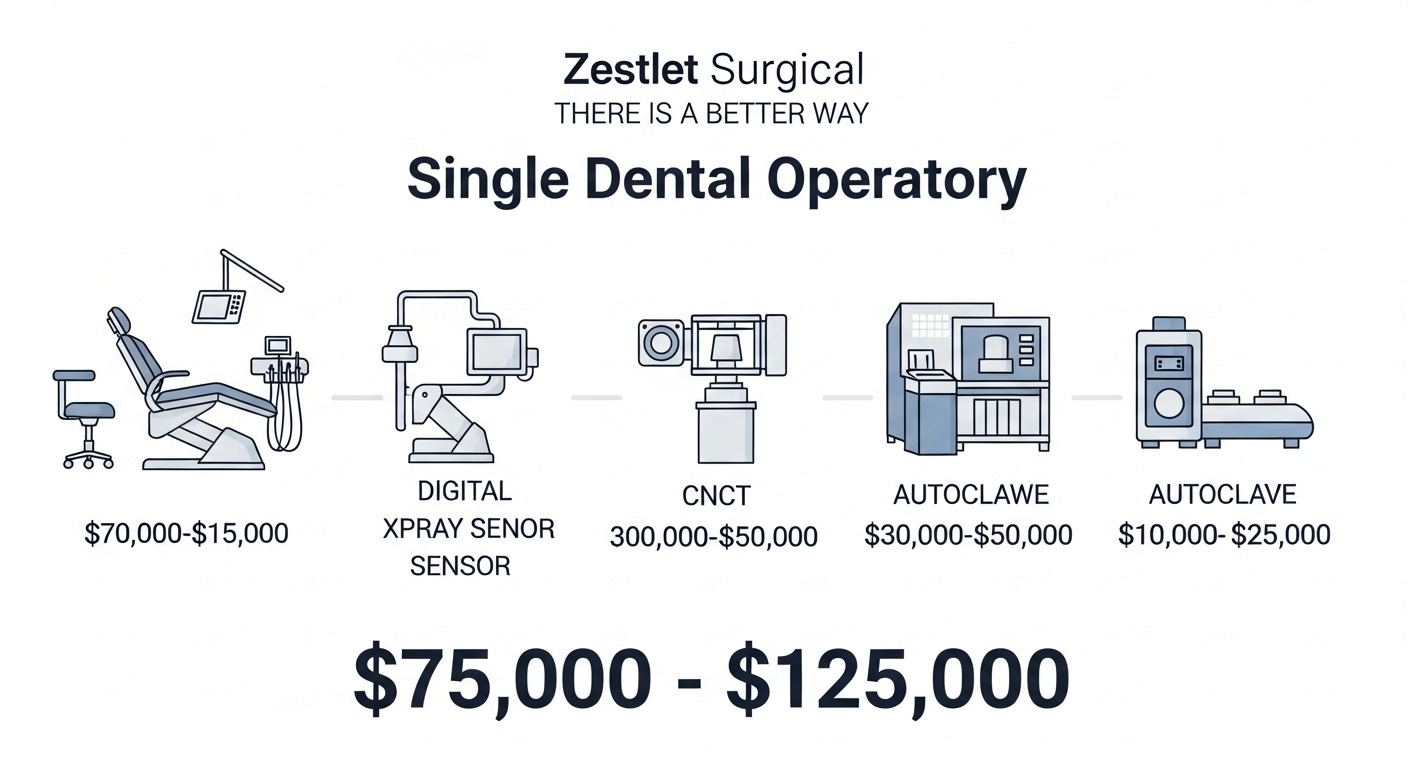 Zestlet Surgical
THERE IS A BETTER WAY
Single Dental Operatory
$70,000-$15,000
DIGITAL
XPRAY SENOR
SENSOR
CNCT
300,000-$50,000
AUTOCLAWE
$30,000-$50,000
AUTOCLAVE
$10,000- $25,000
$75,000 - $125,000